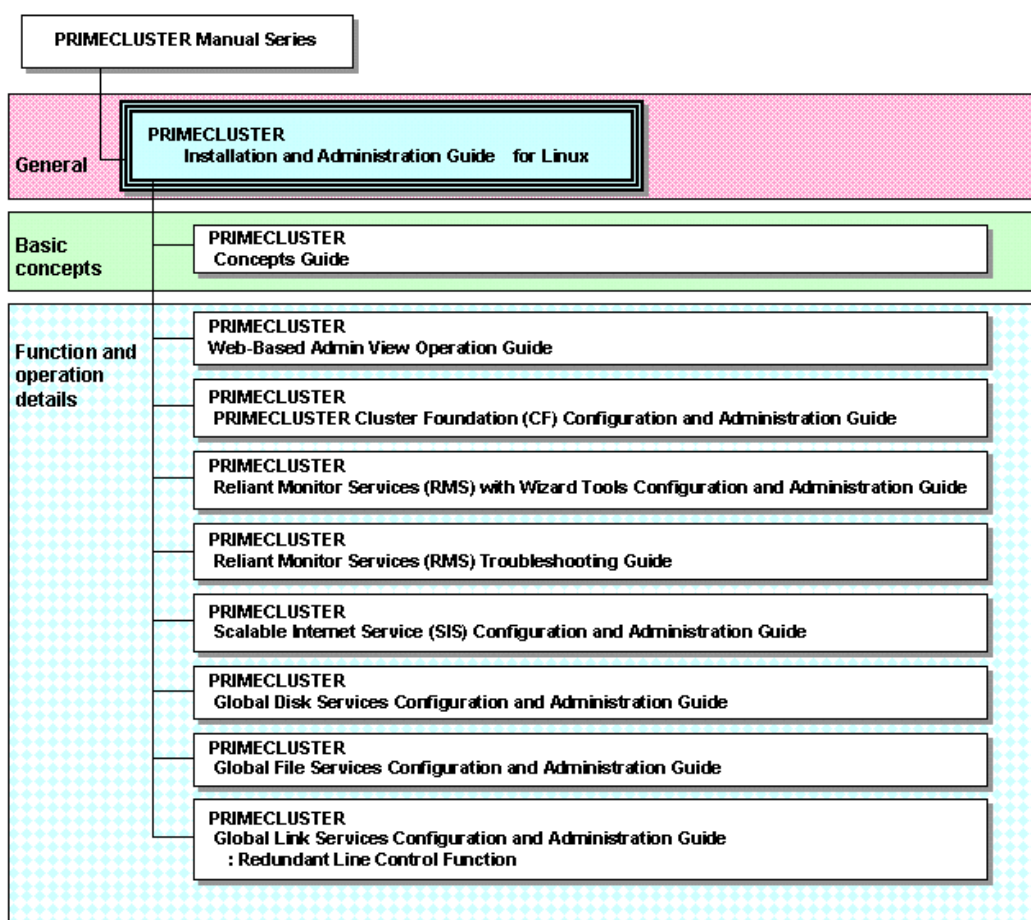 PRIMECLUSTER Manual Series
General
PRIMECLUSTER
Installation and Administration Guide for Linux
Basic
concepts
PRIMECLUSTER
Concepts Guide
Function and
operation
details
PRIMECLUSTER
Web-Based Admin View Operation Guide
PRIMECLUSTER
PRIMECLUSTER Cluster Foundation (CF) Configuration and Administration Guide
PRIMECLUSTER
Reliant Monitor Services (RMS) with Wizard Tools Configuration and Administration Guide
PRIMECLUSTER
Reliant Monitor Services (RMS) Troubleshooting Guide
PRIMECLUSTER
Scalable Internet Service (SIS) Configuration and Administration Guide
PRIMECLUSTER
Global Disk Services Configuration and Administration Guide
PRIMECLUSTER
Global File Services Configuration and Administration Guide
PRIMECLUSTER
Global Link Services Configuration and Administration Guide
: Redundant Line Control Function